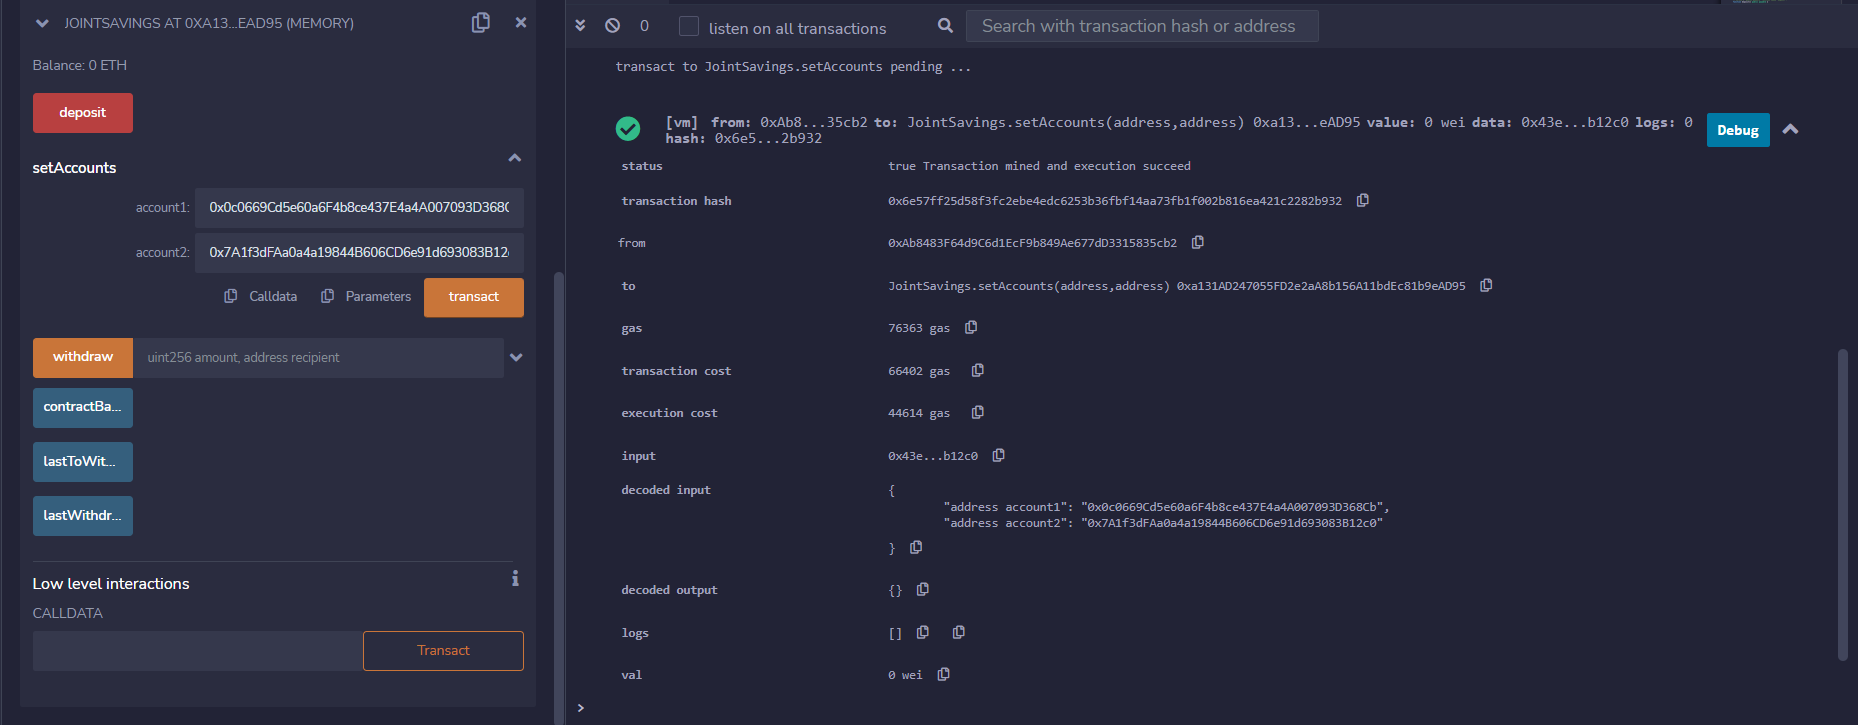 JOINTSAVINGS AT 0XA13...EAD95 (MEMORY)
Balance: 0 ETH
deposit
setAccounts
account1: 0x0c0669Cd5e60a6F4b8ce437E4a4A007093D368C
account2: 0x7A1f3dFAa0a4a19844B606CD6e91d693083B12
Calldata Parameters transact
withdraw uint256 amount, address recipient
contractBa...
lastToWit...
lastWithdr...
Low level interactions
CALLDATA
Transact
0 listen on all transactions Search with transaction hash or address
transact to JointSavings.setAccounts pending ...
[vm] from: 0xAb8...35cb2 to: JointSavings.setAccounts(address,address) 0xa13...eAD95 value: 0 wei data: 0x43e...b12c0 logs: 0
hash: 0x6e5...2b932
Debug
status true Transaction mined and execution succeed
transaction hash 0x6e57ff25d58f3fc2ebe4edc6253b36fbf14aa73fb1f002b816ea421c2282b932
from 0xAb8483F64d9C6d1EcF9b849Ae677dD3315835cb2
to JointSavings.setAccounts(address,address) 0xa131AD247055FD2e2aA8b156A11bdEc81b9eAD95
gas 76363 gas
transaction cost 66402 gas
execution cost 44614 gas
input 0x43e...b12c0
decoded input {
"address account1": "0x0c0669Cd5e60a6F4b8ce437E4a4A007093D368Cb",
"address account2": "0x7A1f3dFAa0a4a19844B606CD6e91d693083B12c0"
}
decoded output {}
logs []
val 0 wei
>